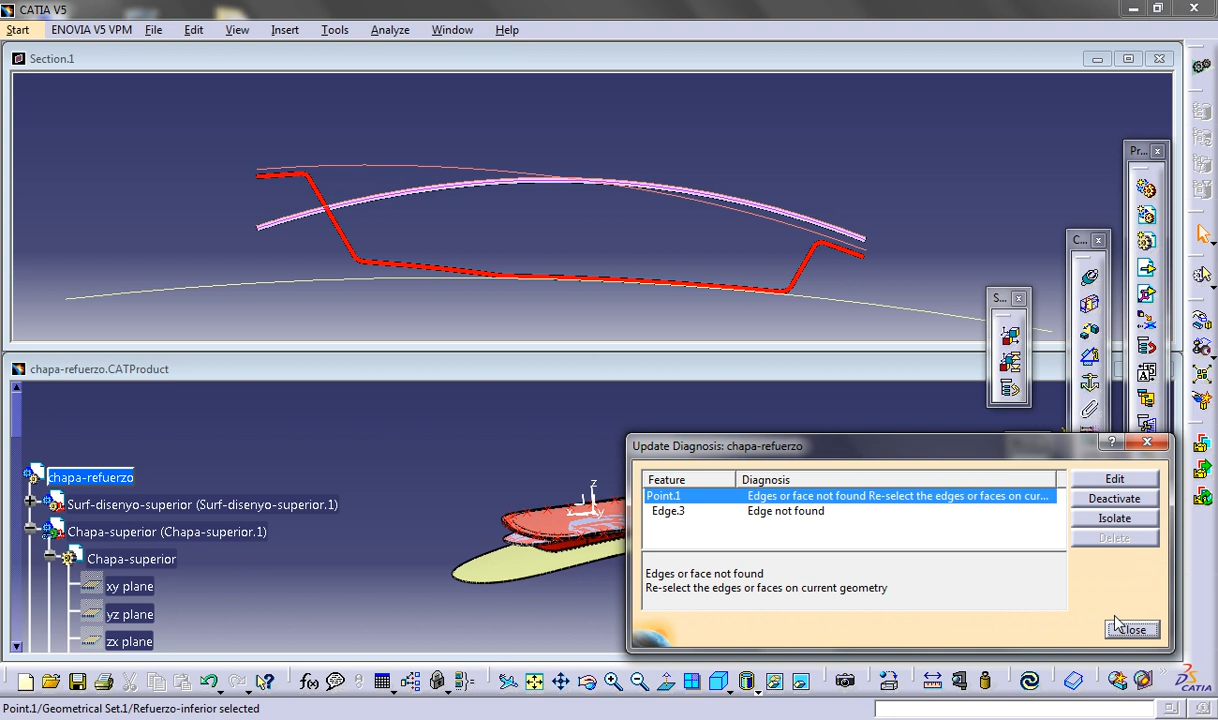 CATIA V5
Start ENOVIA V5 VPM File Edit View Insert Tools Analyze Window Help
Section.1
Pr...
C...
S...
chapa-refuerzo.CATProduct
Update Diagnosis: chapa-refuerzo
Feature Diagnosis
Point.1 Edges or face not found Re-select the edges or faces on cur...
Edge.3 Edge not found
Edit
Deactivate
Isolate
Delete
Edges or face not found
Re-select the edges or faces on current geometry
Close
chapa-refuerzo
Surf-disenyo-superior (Surf-disenyo-superior.1)
Chapa-superior (Chapa-superior.1)
Chapa-superior
xy plane
yz plane
zx plane
z
f(x)
CATIA
Point.1/Geometrical Set.1/Refuerzo-inferior selected